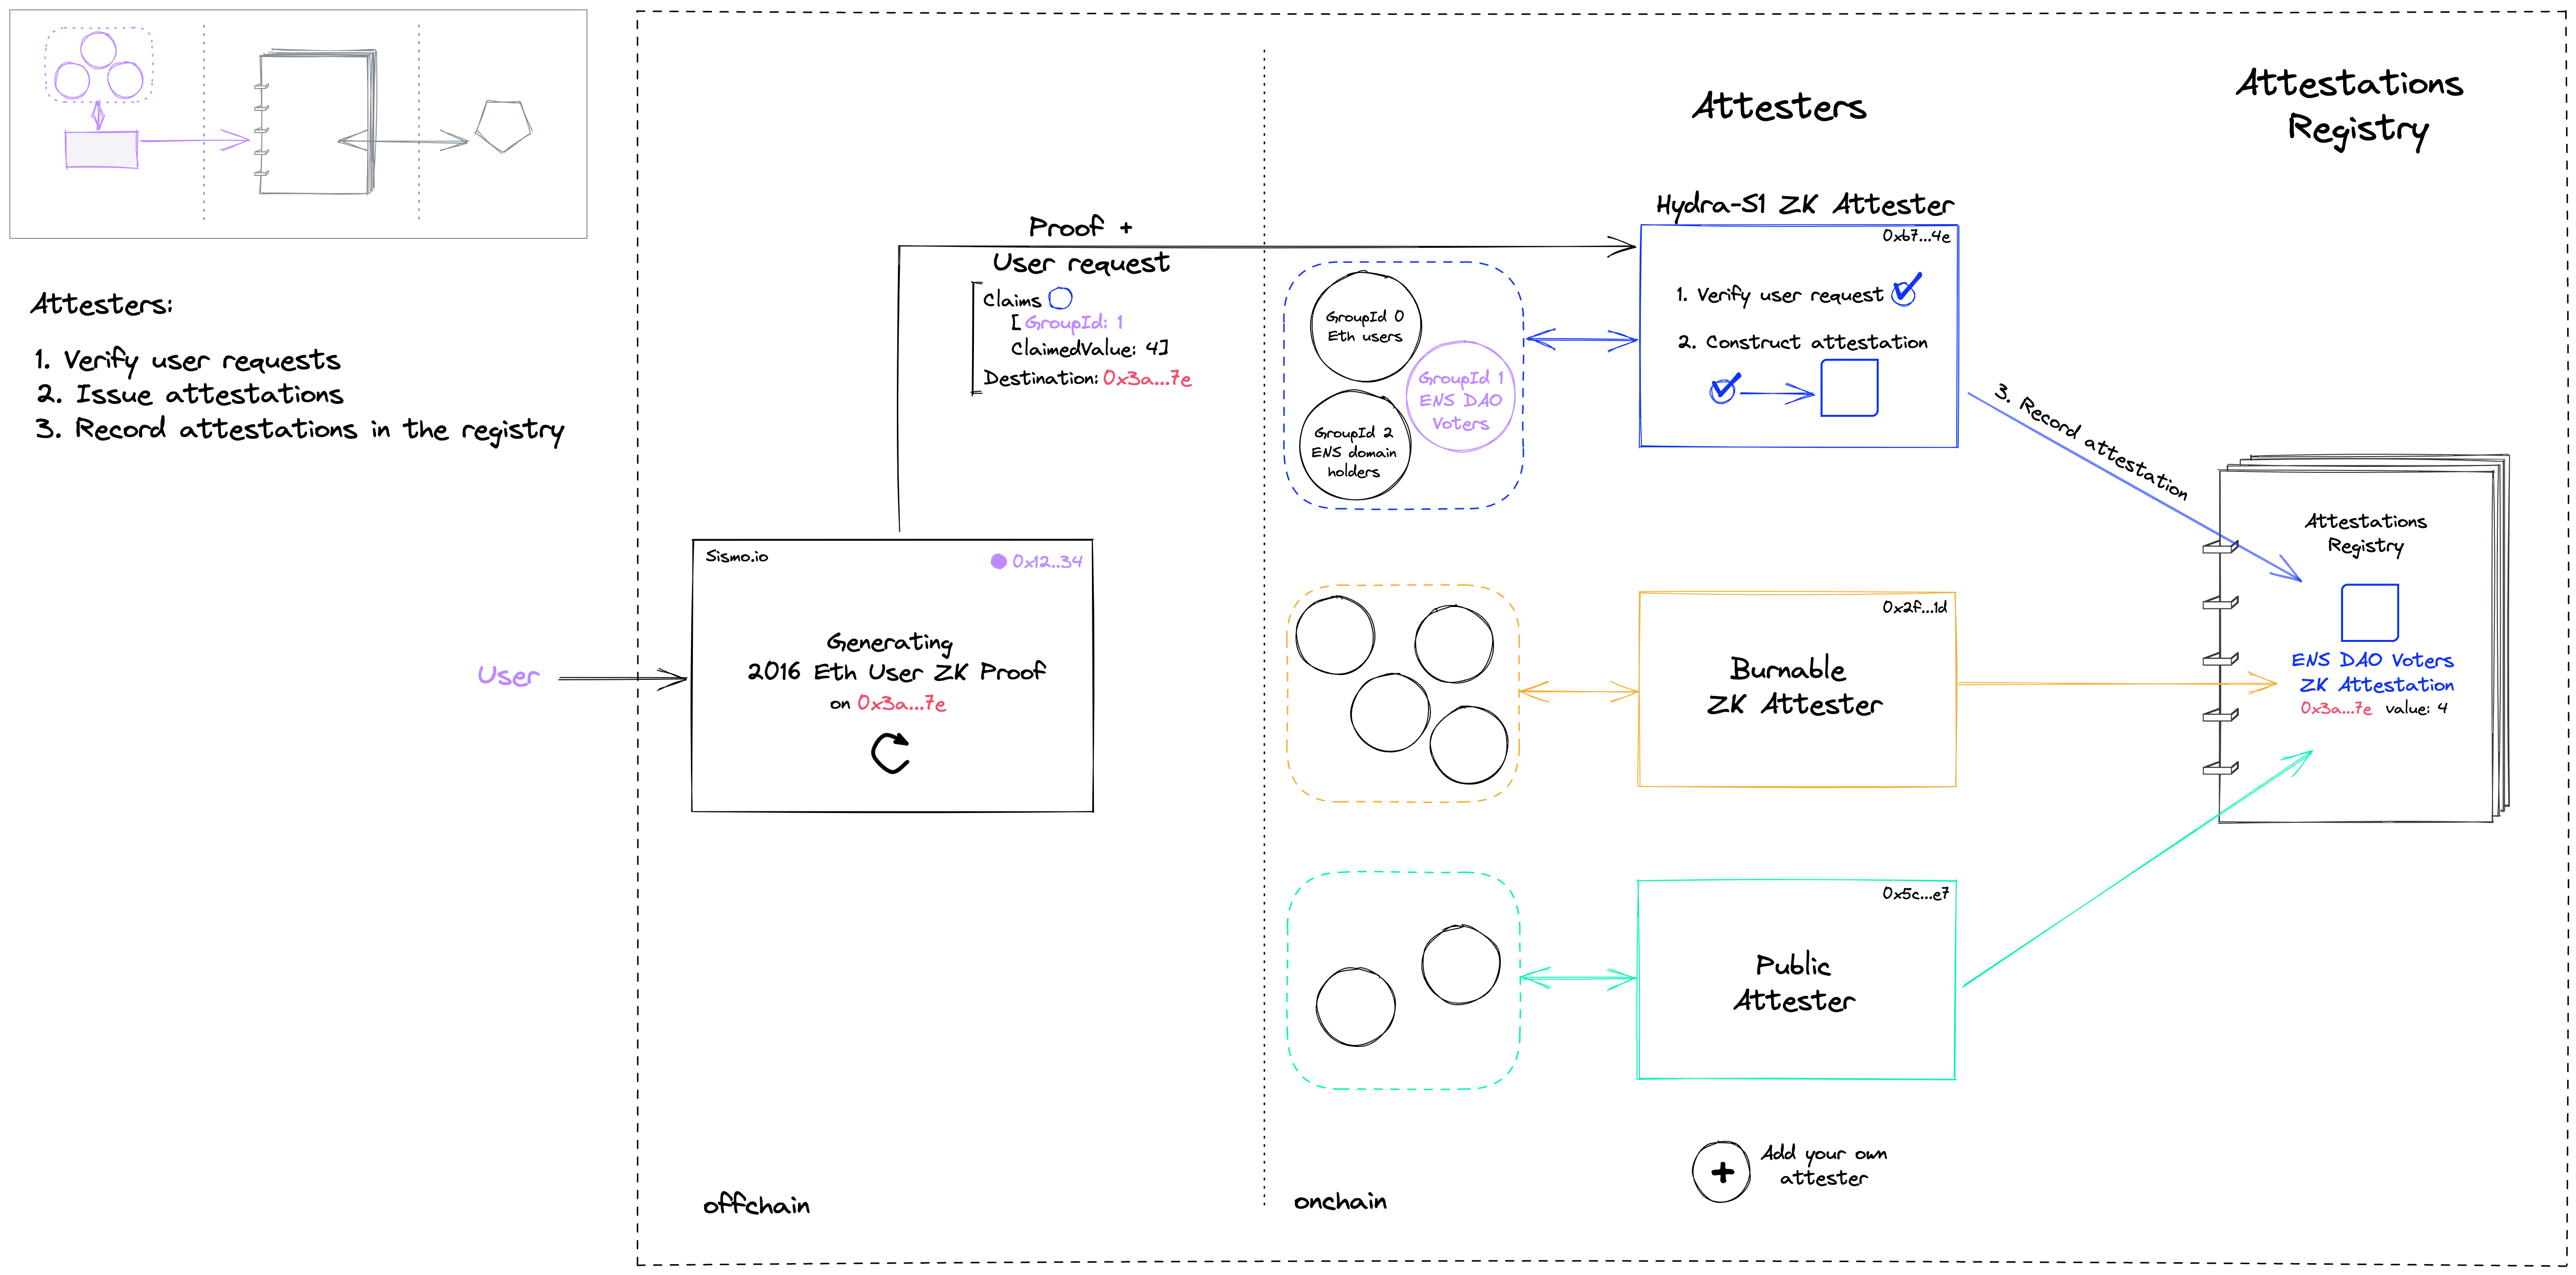 Attesters:
1. Verify user requests
2. Issue attestations
3. Record attestations in the registry
User
Sismo.io
0x12..34
Generating
2016 Eth User ZK Proof
on 0x3a...7e
offchain
Proof +
User request
Claims
[ GroupId: 1
ClaimedValue: 4]
Destination: 0x3a...7e
onchain
Attesters
GroupId 0
Eth users
GroupId 1
ENS DAO
Voters
GroupId 2
ENS domain
holders
Hydra-S1 ZK Attester
0xb7...4e
1. Verify user request
2. Construct attestation
3. Record attestation
0x2f...1d
Burnable
ZK Attester
0x5c...e7
Public
Attester
+
Add your own
attester
Attestations
Registry
Attestations
Registry
ENS DAO Voters
ZK Attestation
0x3a...7e value: 4